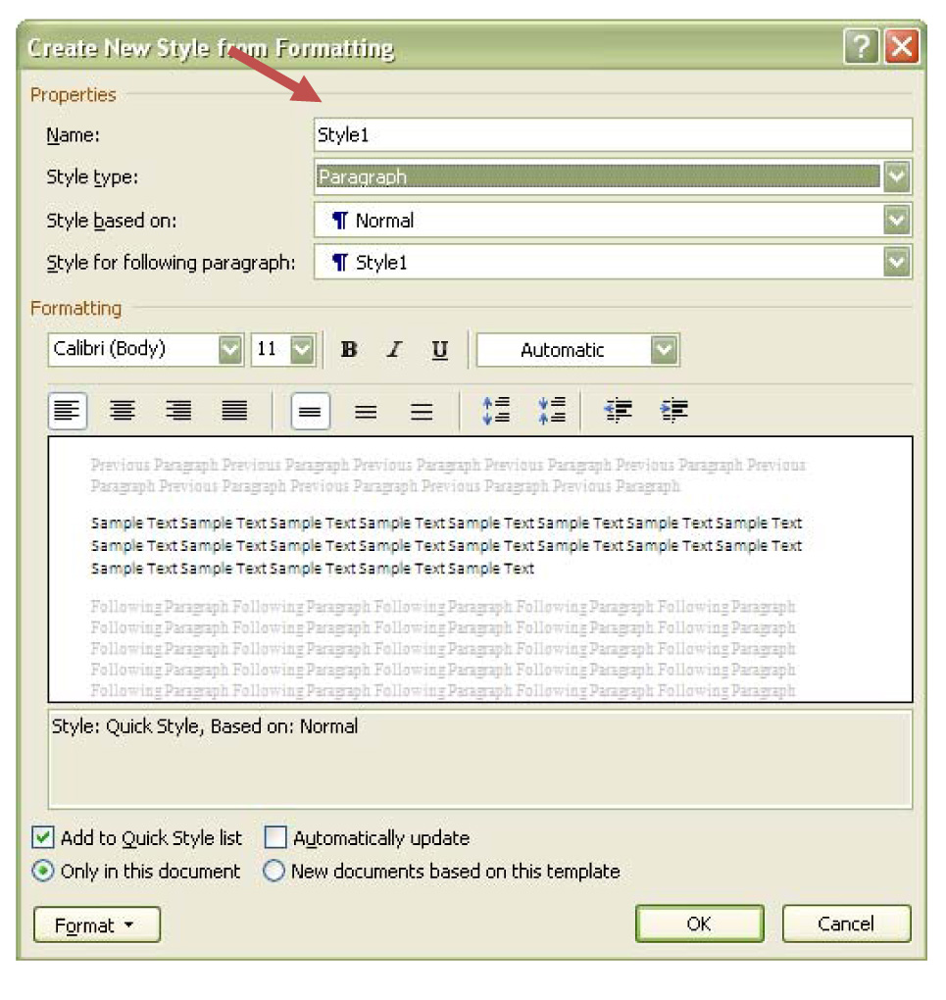 Create New Style from Formatting
Properties
Name: Style1
Style type: Paragraph
Style based on: ¶ Normal
Style for following paragraph: ¶ Style1
Formatting
Calibri (Body) 11 B I U Automatic
Previous Paragraph Previous Paragraph Previous Paragraph Previous Paragraph Previous Paragraph Previous
Paragraph Previous Paragraph Previous Paragraph Previous Paragraph Previous Paragraph
Sample Text Sample Text Sample Text Sample Text Sample Text Sample Text Sample Text Sample Text
Sample Text Sample Text Sample Text Sample Text Sample Text Sample Text Sample Text Sample Text
Sample Text Sample Text Sample Text Sample Text Sample Text
Following Paragraph Following Paragraph Following Paragraph Following Paragraph Following Paragraph
Following Paragraph Following Paragraph Following Paragraph Following Paragraph Following Paragraph
Following Paragraph Following Paragraph Following Paragraph Following Paragraph Following Paragraph
Following Paragraph Following Paragraph Following Paragraph Following Paragraph Following Paragraph
Following Paragraph Following Paragraph Following Paragraph Following Paragraph Following Paragraph
Style: Quick Style, Based on: Normal
Add to Quick Style list Automatically update
Only in this document New documents based on this template
Format OK Cancel